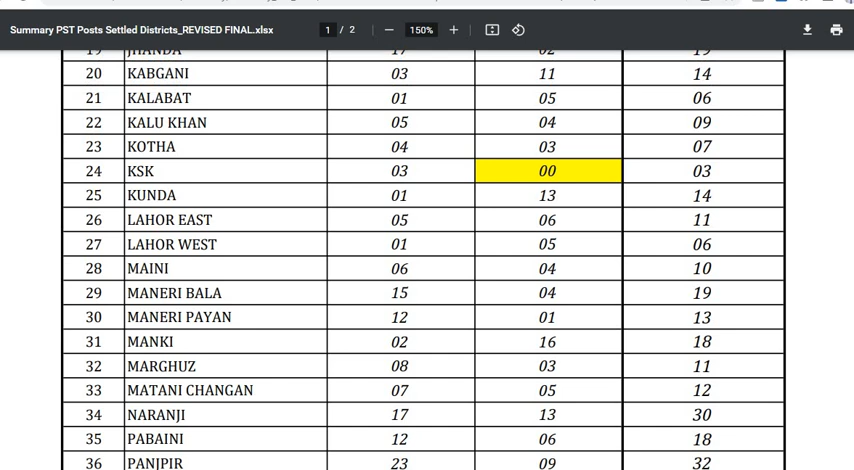 Summary PST Posts Settled Districts_REVISED FINAL.xlsx 1 / 2 150%
19 JHANDA 17 02 19
20 KABGANI 03 11 14
21 KALABAT 01 05 06
22 KALU KHAN 05 04 09
23 KOTHA 04 03 07
24 KSK 03 00 03
25 KUNDA 01 13 14
26 LAHOR EAST 05 06 11
27 LAHOR WEST 01 05 06
28 MAINI 06 04 10
29 MANERI BALA 15 04 19
30 MANERI PAYAN 12 01 13
31 MANKI 02 16 18
32 MARGHUZ 08 03 11
33 MATANI CHANGAN 07 05 12
34 NARANJI 17 13 30
35 PABAINI 12 06 18
36 PANJPIR 23 09 32